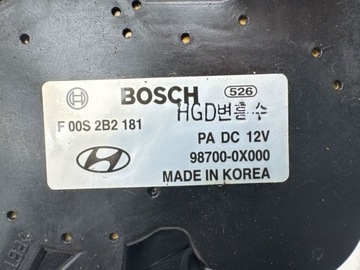 BOSCH 526
HGD변흥수
F 00S 2B2 181
PA DC 12V
98700-0X000
MADE IN KOREA